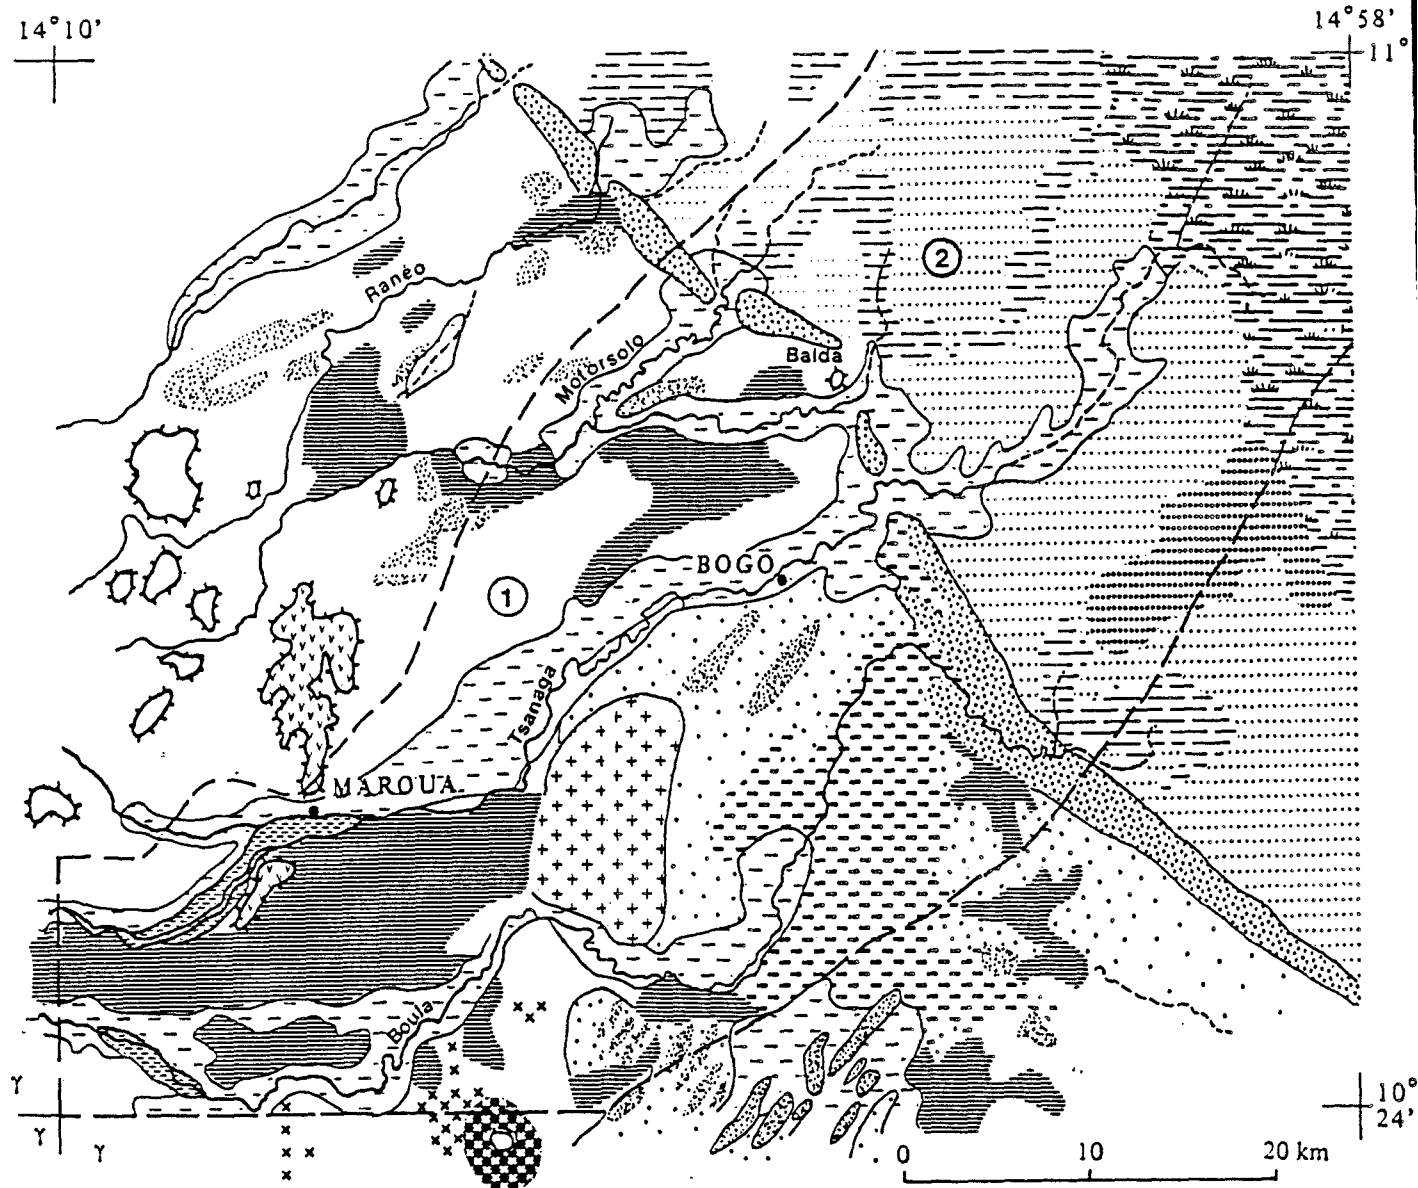 14°10'
14°58'
11°
2
Ranéo
Motorsolo
Balda
BOGO
1
Tsanaga
MAROUA
Boula
γ
γ
γ
10°
24'
0 10 20 km